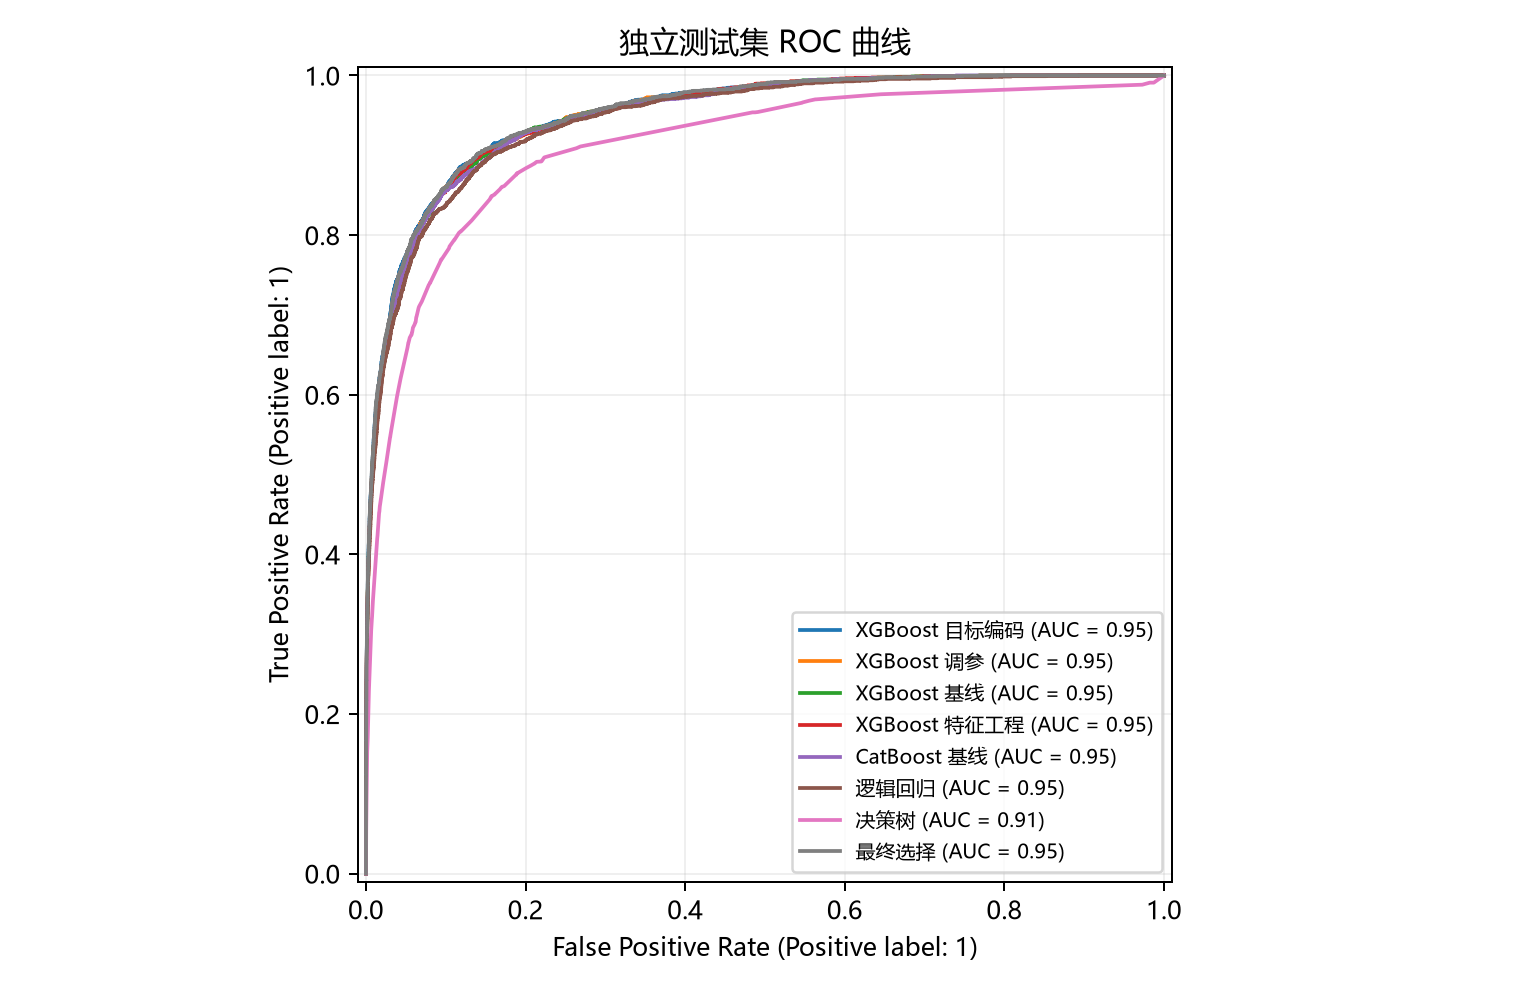 独立测试集 ROC 曲线
True Positive Rate (Positive label: 1)
1.0
0.8
0.6
0.4
0.2
0.0
XGBoost 目标编码 (AUC = 0.95)
XGBoost 调参 (AUC = 0.95)
XGBoost 基线 (AUC = 0.95)
XGBoost 特征工程 (AUC = 0.95)
CatBoost 基线 (AUC = 0.95)
逻辑回归 (AUC = 0.95)
决策树 (AUC = 0.91)
最终选择 (AUC = 0.95)
0.0 0.2 0.4 0.6 0.8 1.0
False Positive Rate (Positive label: 1)